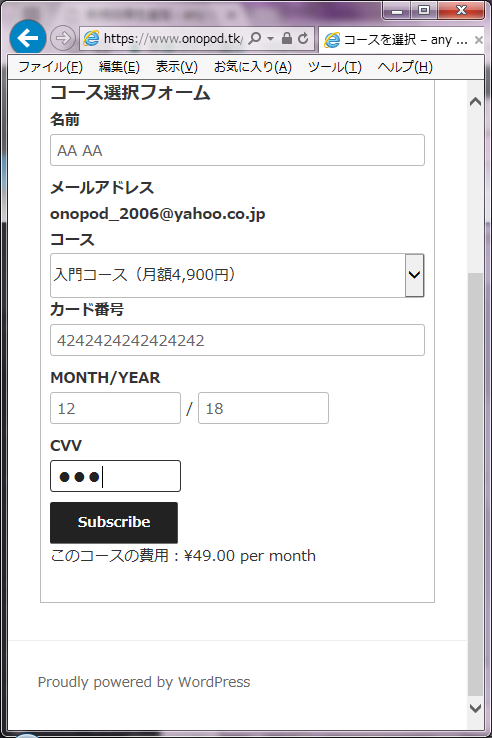 https://www.onopod.tk/
コースを選択 – any ...
ファイル(F) 編集(E) 表示(V) お気に入り(A) ツール(T) ヘルプ(H)
コース選択フォーム
名前
AA AA
メールアドレス
onopod_2006@yahoo.co.jp
コース
入門コース（月額4,900円）
カード番号
4242424242424242
MONTH/YEAR
12 / 18
CVV
●●●
Subscribe
このコースの費用：¥49.00 per month
Proudly powered by WordPress